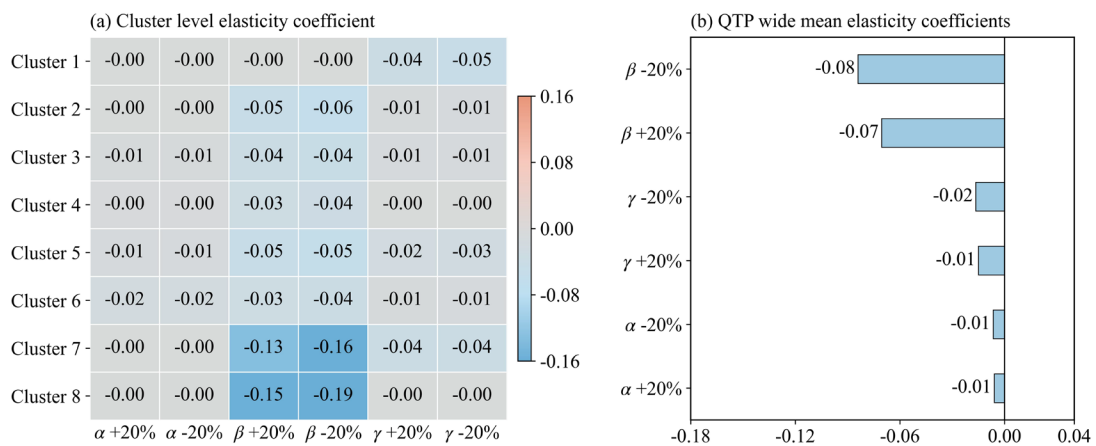 (a) Cluster level elasticity coefficient
Cluster 1 -0.00 -0.00 -0.00 -0.00 -0.04 -0.05
Cluster 2 -0.00 -0.00 -0.05 -0.06 -0.01 -0.01
Cluster 3 -0.01 -0.01 -0.04 -0.04 -0.01 -0.01
Cluster 4 -0.00 -0.00 -0.03 -0.04 -0.00 -0.00
Cluster 5 -0.01 -0.01 -0.05 -0.05 -0.02 -0.03
Cluster 6 -0.02 -0.02 -0.03 -0.04 -0.01 -0.01
Cluster 7 -0.00 -0.00 -0.13 -0.16 -0.04 -0.04
Cluster 8 -0.00 -0.00 -0.15 -0.19 -0.00 -0.00
α +20% α -20% β +20% β -20% γ +20% γ -20%
0.16
0.08
0.00
-0.08
-0.16
(b) QTP wide mean elasticity coefficients
β -20% -0.08
β +20% -0.07
γ -20% -0.02
γ +20% -0.01
α -20% -0.01
α +20% -0.01
-0.18 -0.12 -0.06 0.00 0.04